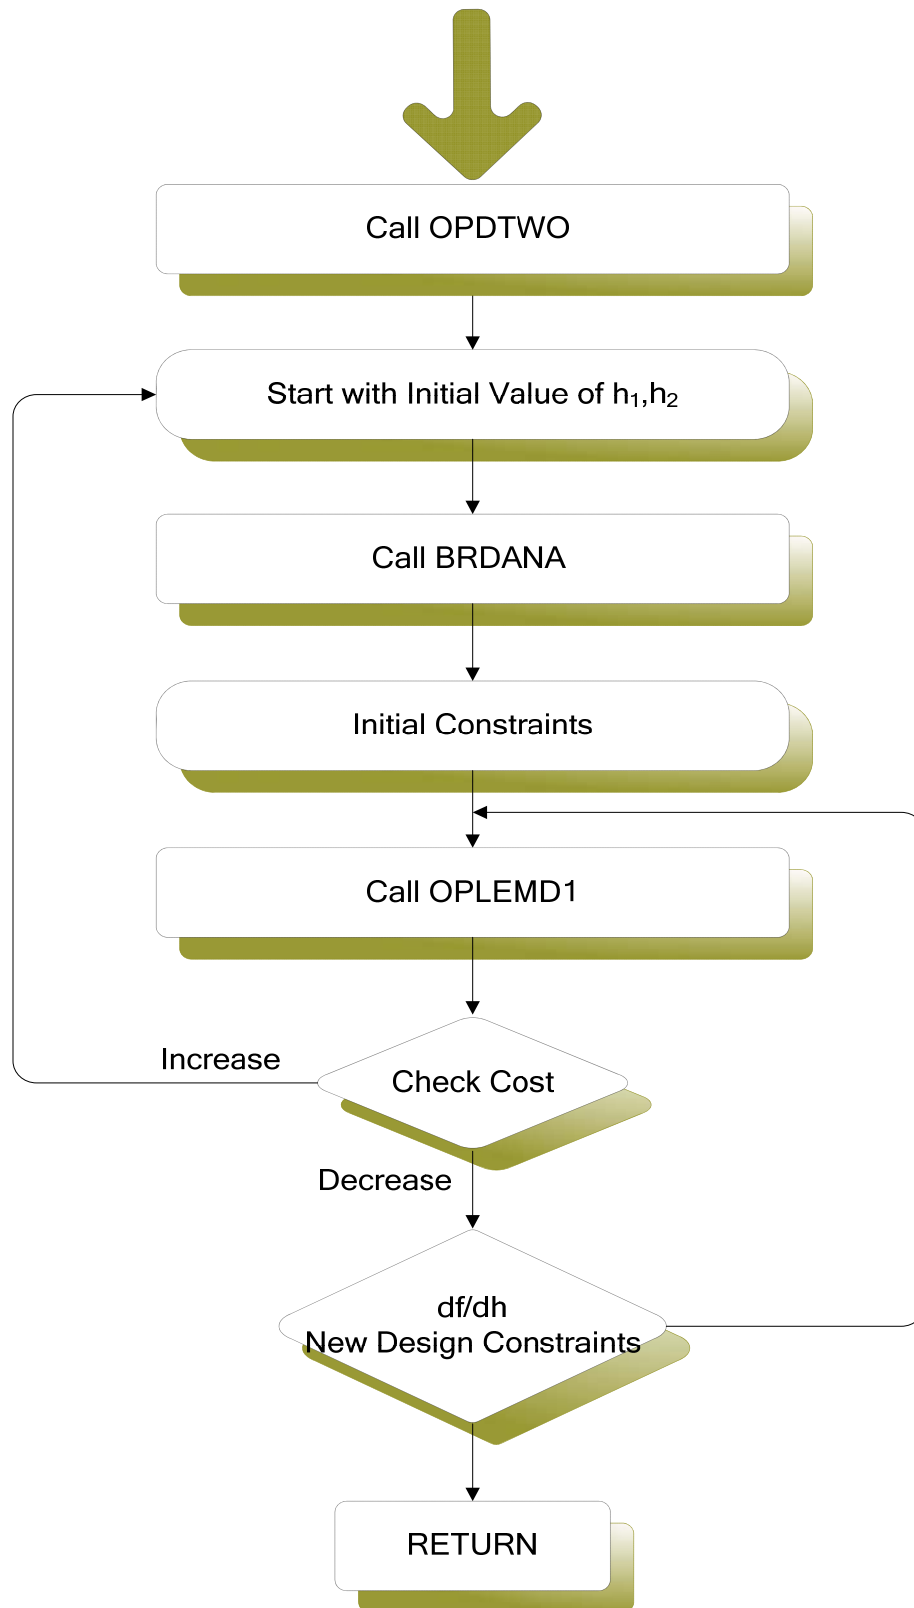 Call OPDTWO
Start with Initial Value of h₁,h₂
Call BRDANA
Initial Constraints
Call OPLEMD1
Increase
Check Cost
Decrease
df/dh
New Design Constraints
RETURN